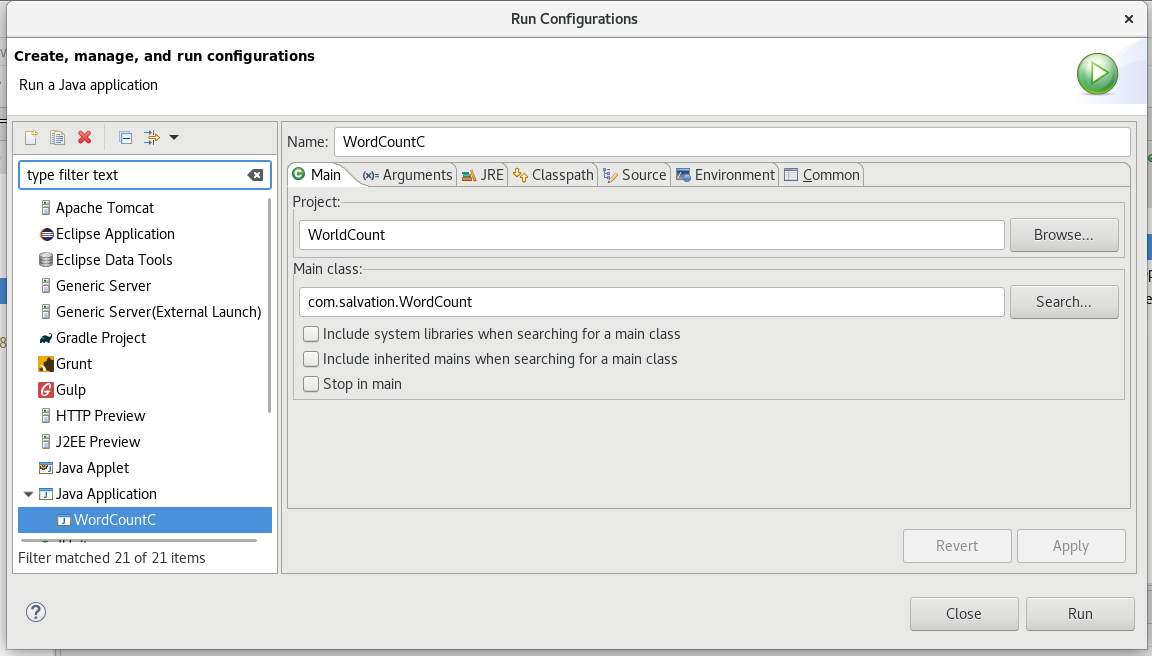 Run Configurations
Create, manage, and run configurations
Run a Java application
type filter text
Apache Tomcat
Eclipse Application
Eclipse Data Tools
Generic Server
Generic Server(External Launch)
Gradle Project
Grunt
Gulp
HTTP Preview
J2EE Preview
Java Applet
Java Application
WordCountC
Filter matched 21 of 21 items
Name: WordCountC
Main (x)= Arguments JRE Classpath Source Environment Common
Project:
WorldCount Browse...
Main class:
com.salvation.WordCount Search...
Include system libraries when searching for a main class
Include inherited mains when searching for a main class
Stop in main
Revert Apply
Close Run